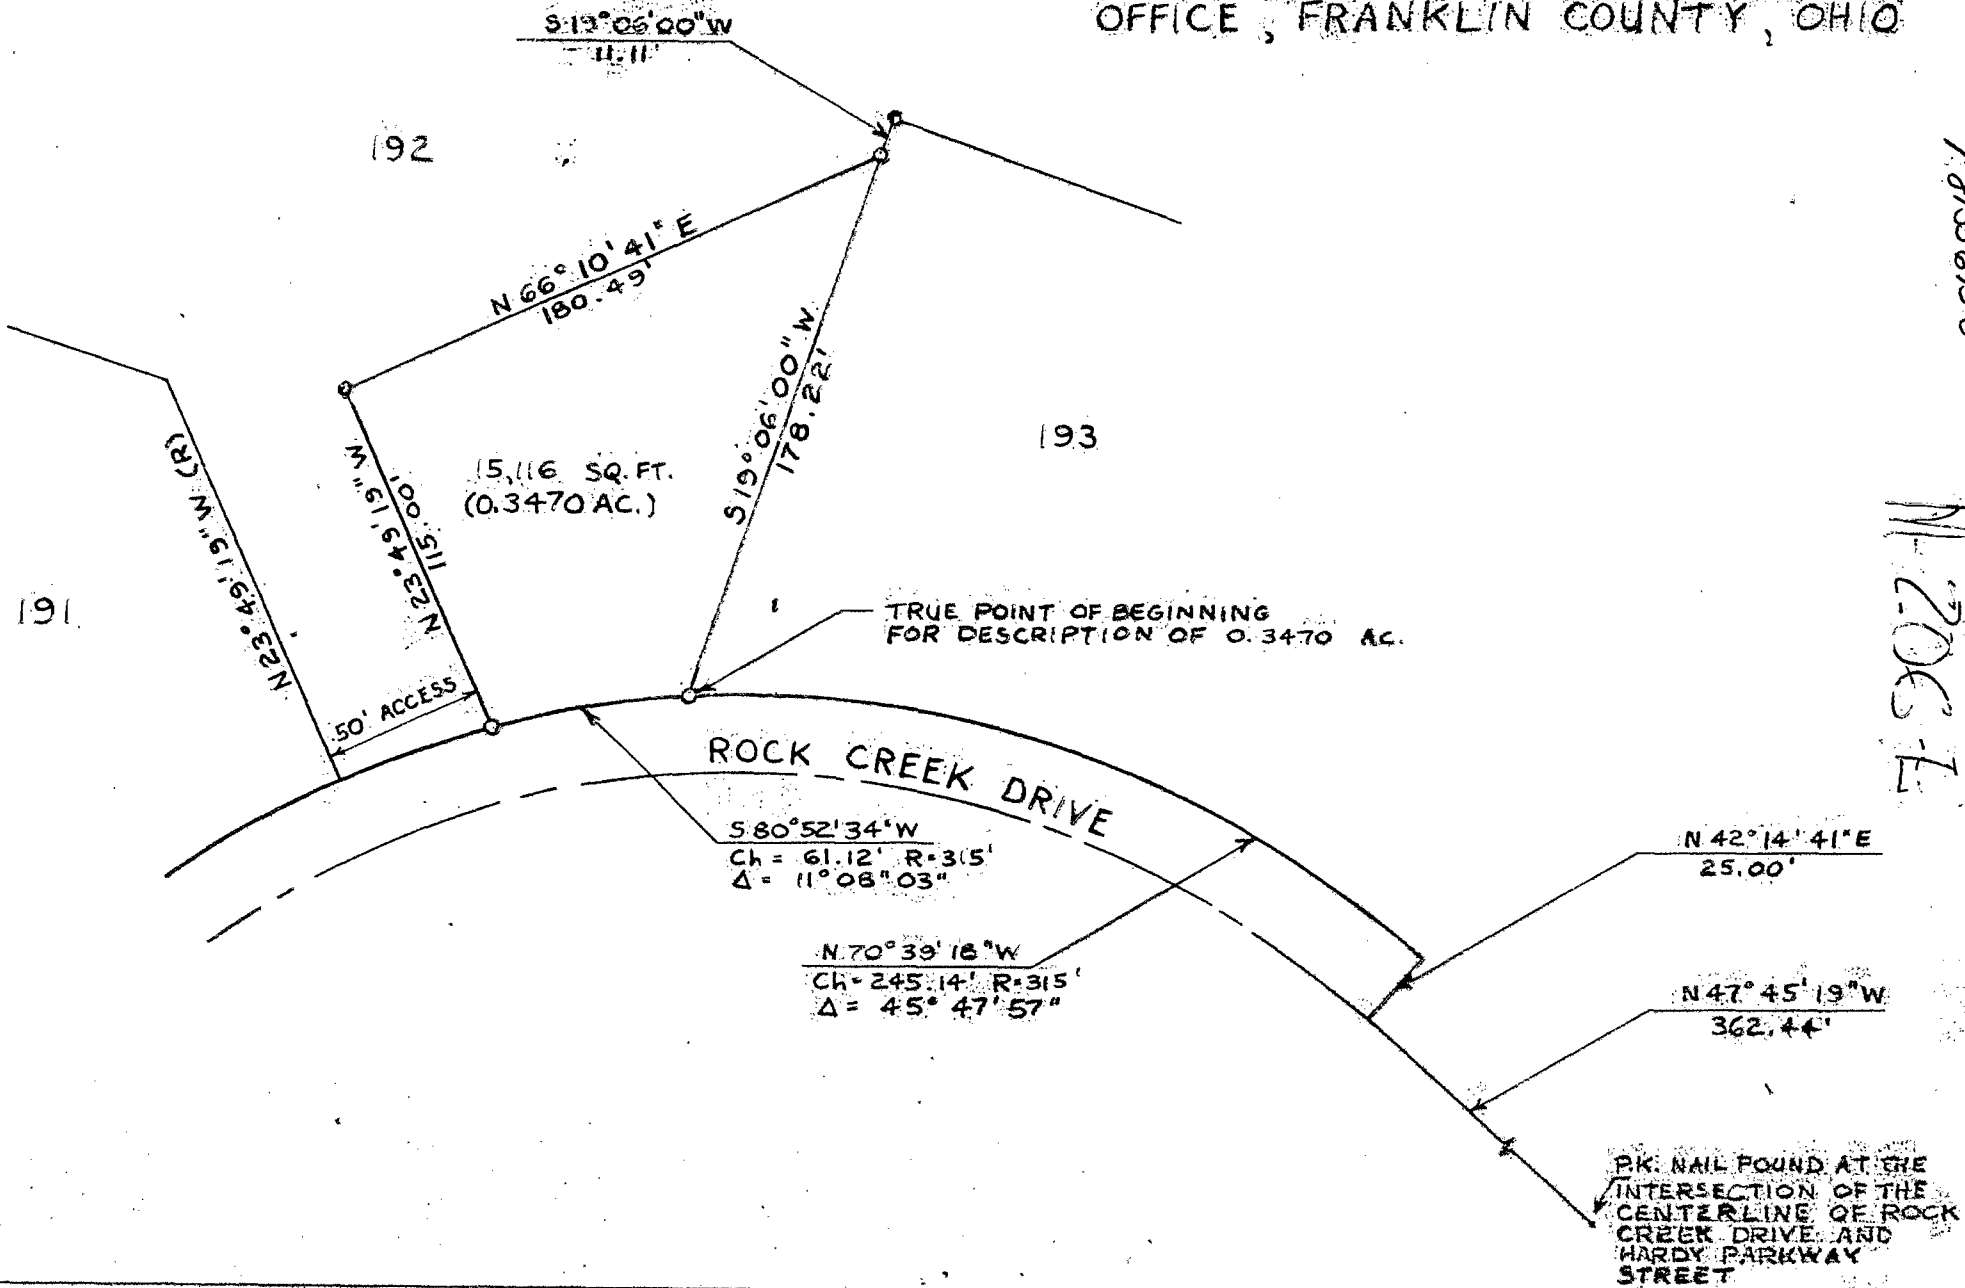 OFFICE, FRANKLIN COUNTY, OHIO
S 19°06'00"W
11.11'
192
N 66° 10' 41" E
180.49'
S 19° 06' 00" W
178.22'
193
N 23° 49' 19" W (R)
N 23° 49' 19" W
115.00'
15,116 SQ. FT.
(0.3470 AC.)
191
TRUE POINT OF BEGINNING
FOR DESCRIPTION OF 0.3470 AC.
50' ACCESS
ROCK CREEK DRIVE
S 80°52'34"W
Ch = 61.12' R=315'
Δ = 11°08"03"
N 42°14'41"E
25.00'
N 70°39'18"W
Ch=245.14' R=315'
Δ = 45° 47' 57"
N 47° 45' 19"W
362.44'
P.K. NAIL FOUND AT THE
INTERSECTION OF THE
CENTERLINE OF ROCK
CREEK DRIVE AND
HARDY PARKWAY
STREET